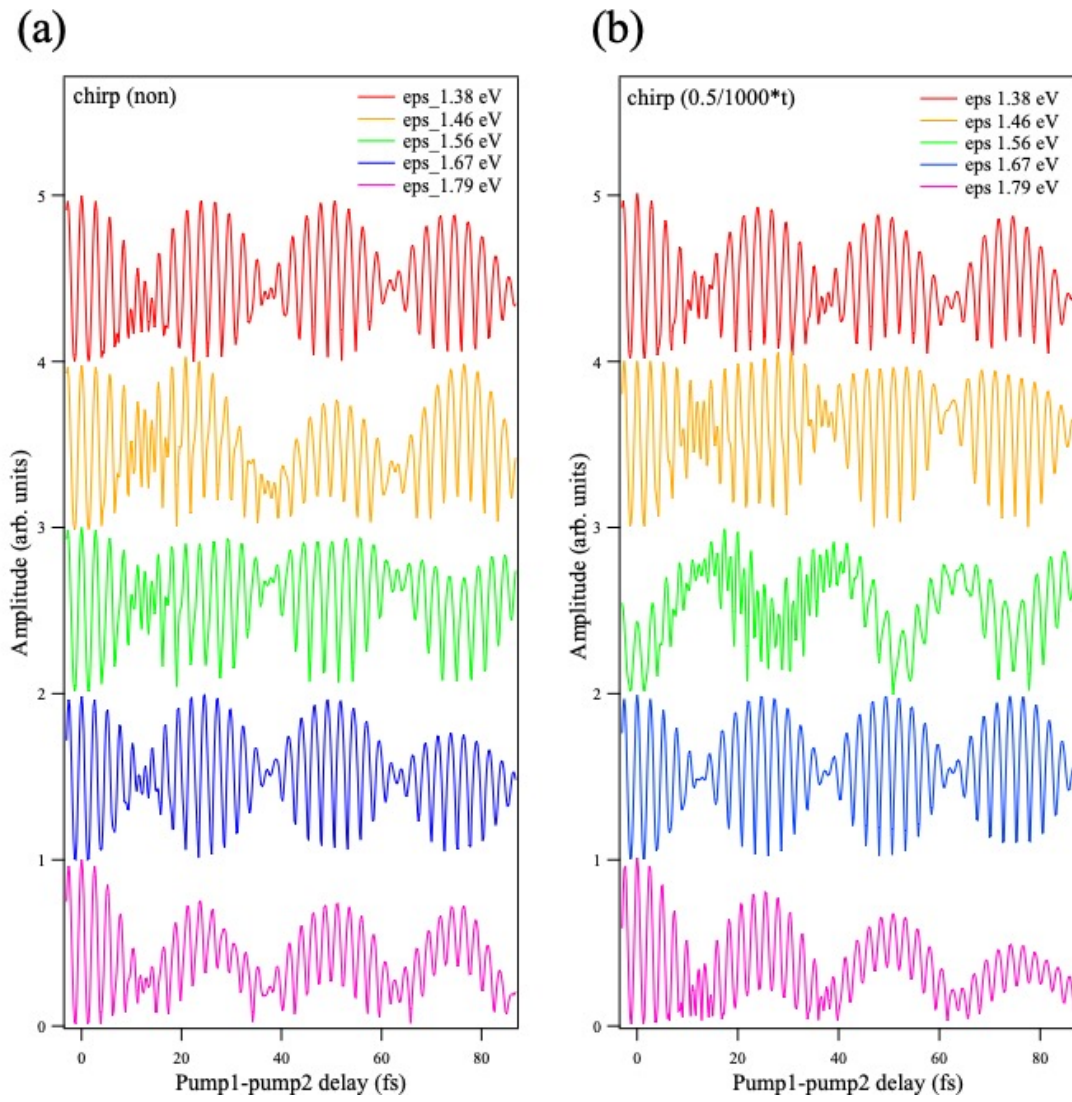 (a)
chirp (non)
eps_1.38 eV
eps_1.46 eV
eps_1.56 eV
eps_1.67 eV
eps_1.79 eV
5
4
3
2
1
0
Amplitude (arb. units)
0 20 40 60 80
Pump1-pump2 delay (fs)
(b)
chirp (0.5/1000*t)
eps 1.38 eV
eps 1.46 eV
eps 1.56 eV
eps 1.67 eV
eps 1.79 eV
5
4
3
2
1
0
Amplitude (arb. units)
0 20 40 60 80
Pump1-pump2 delay (fs)